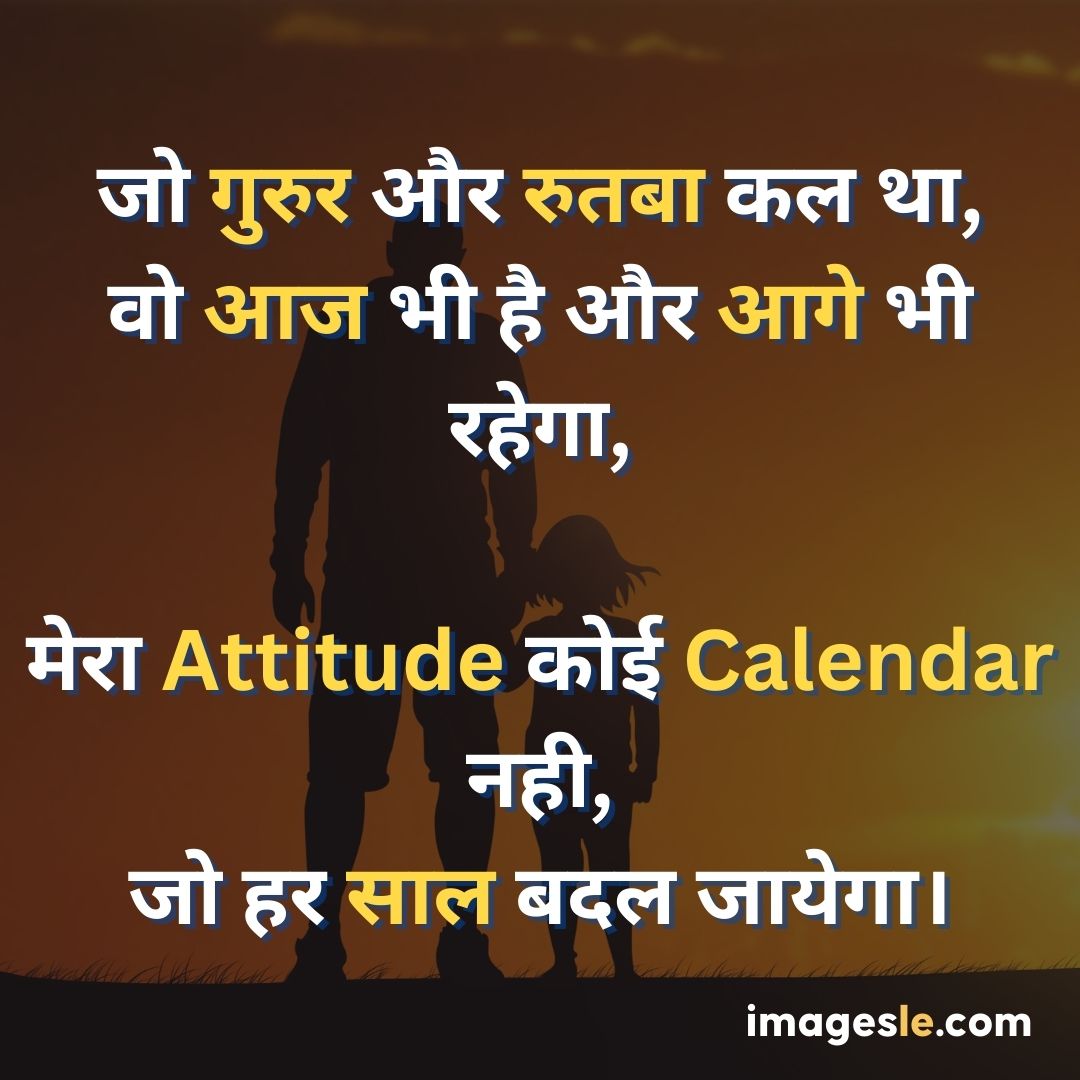 जो गुरुर और रुतबा कल था,
वो आज भी है और आगे भी
रहेगा,
मेरा Attitude कोई Calendar
नही,
जो हर साल बदल जायेगा।
imagesle.com